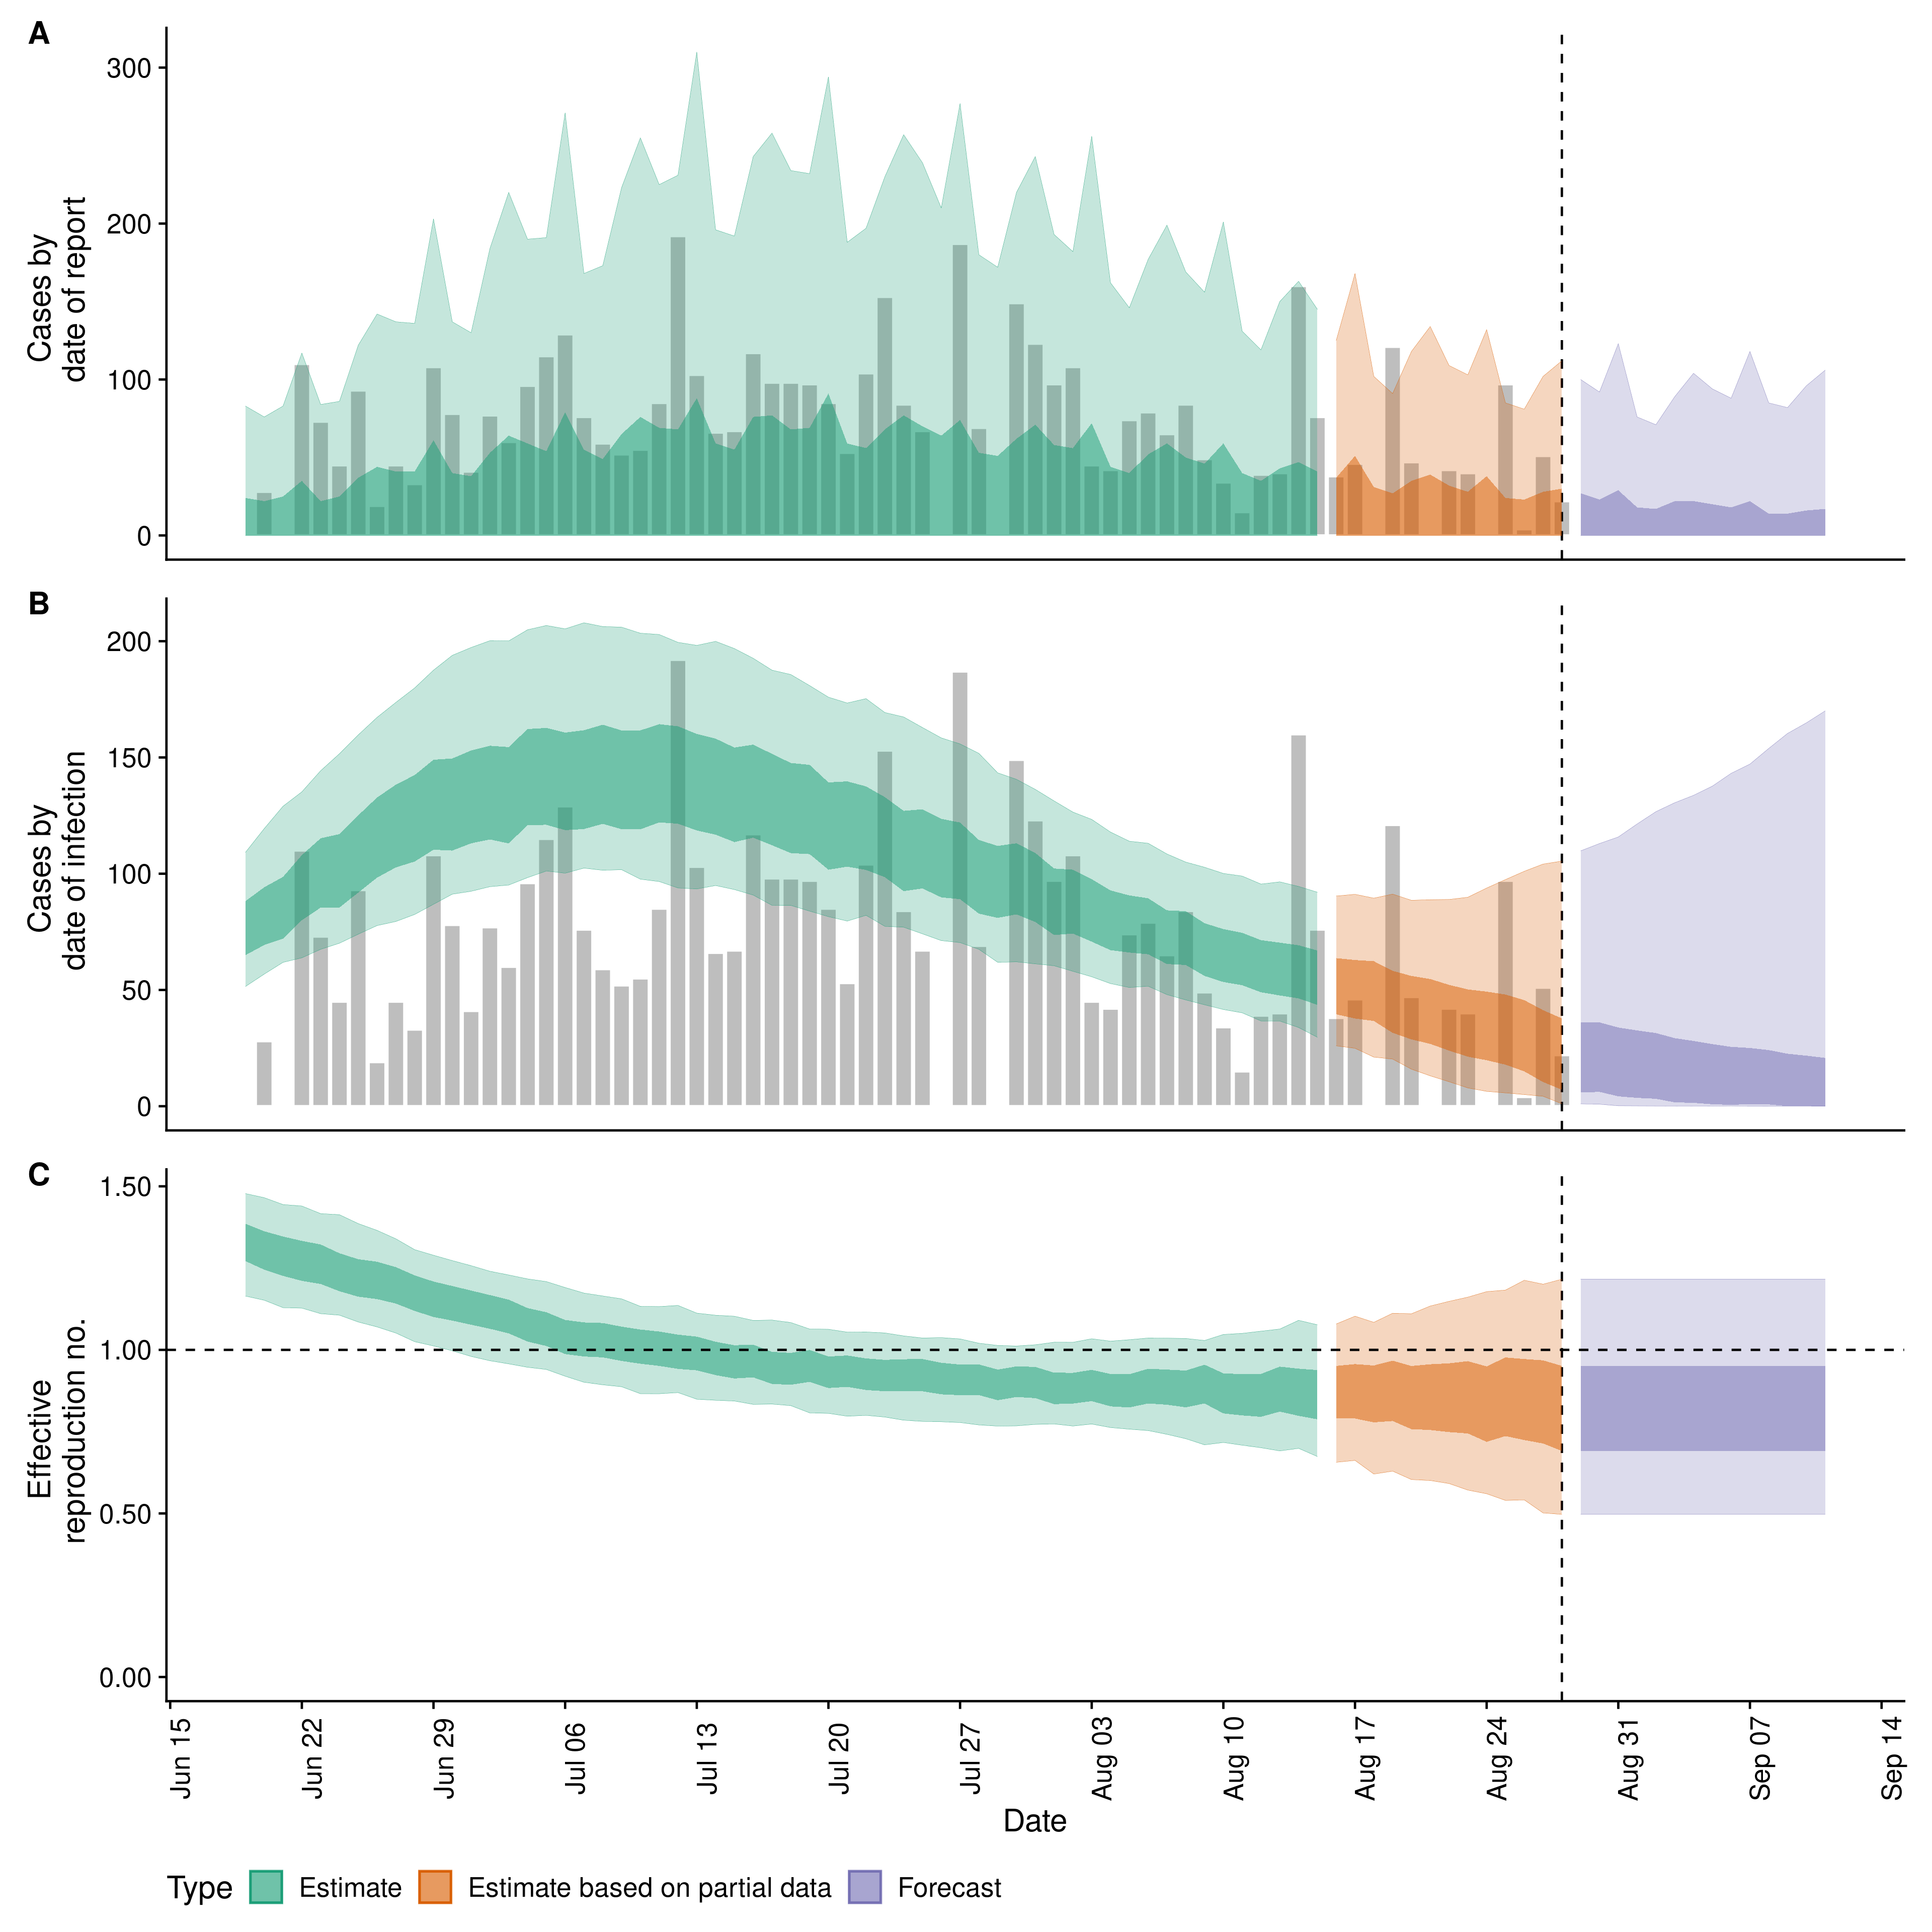 A
Cases by
date of report
300
200
100
0
B
Cases by
date of infection
200
150
100
50
0
C
Effective
reproduction no.
1.50
1.00
0.50
0.00
Jun 15
Jun 22
Jun 29
Jul 06
Jul 13
Jul 20
Jul 27
Aug 03
Aug 10
Aug 17
Aug 24
Aug 31
Sep 07
Sep 14
Date
Type Estimate Estimate based on partial data Forecast